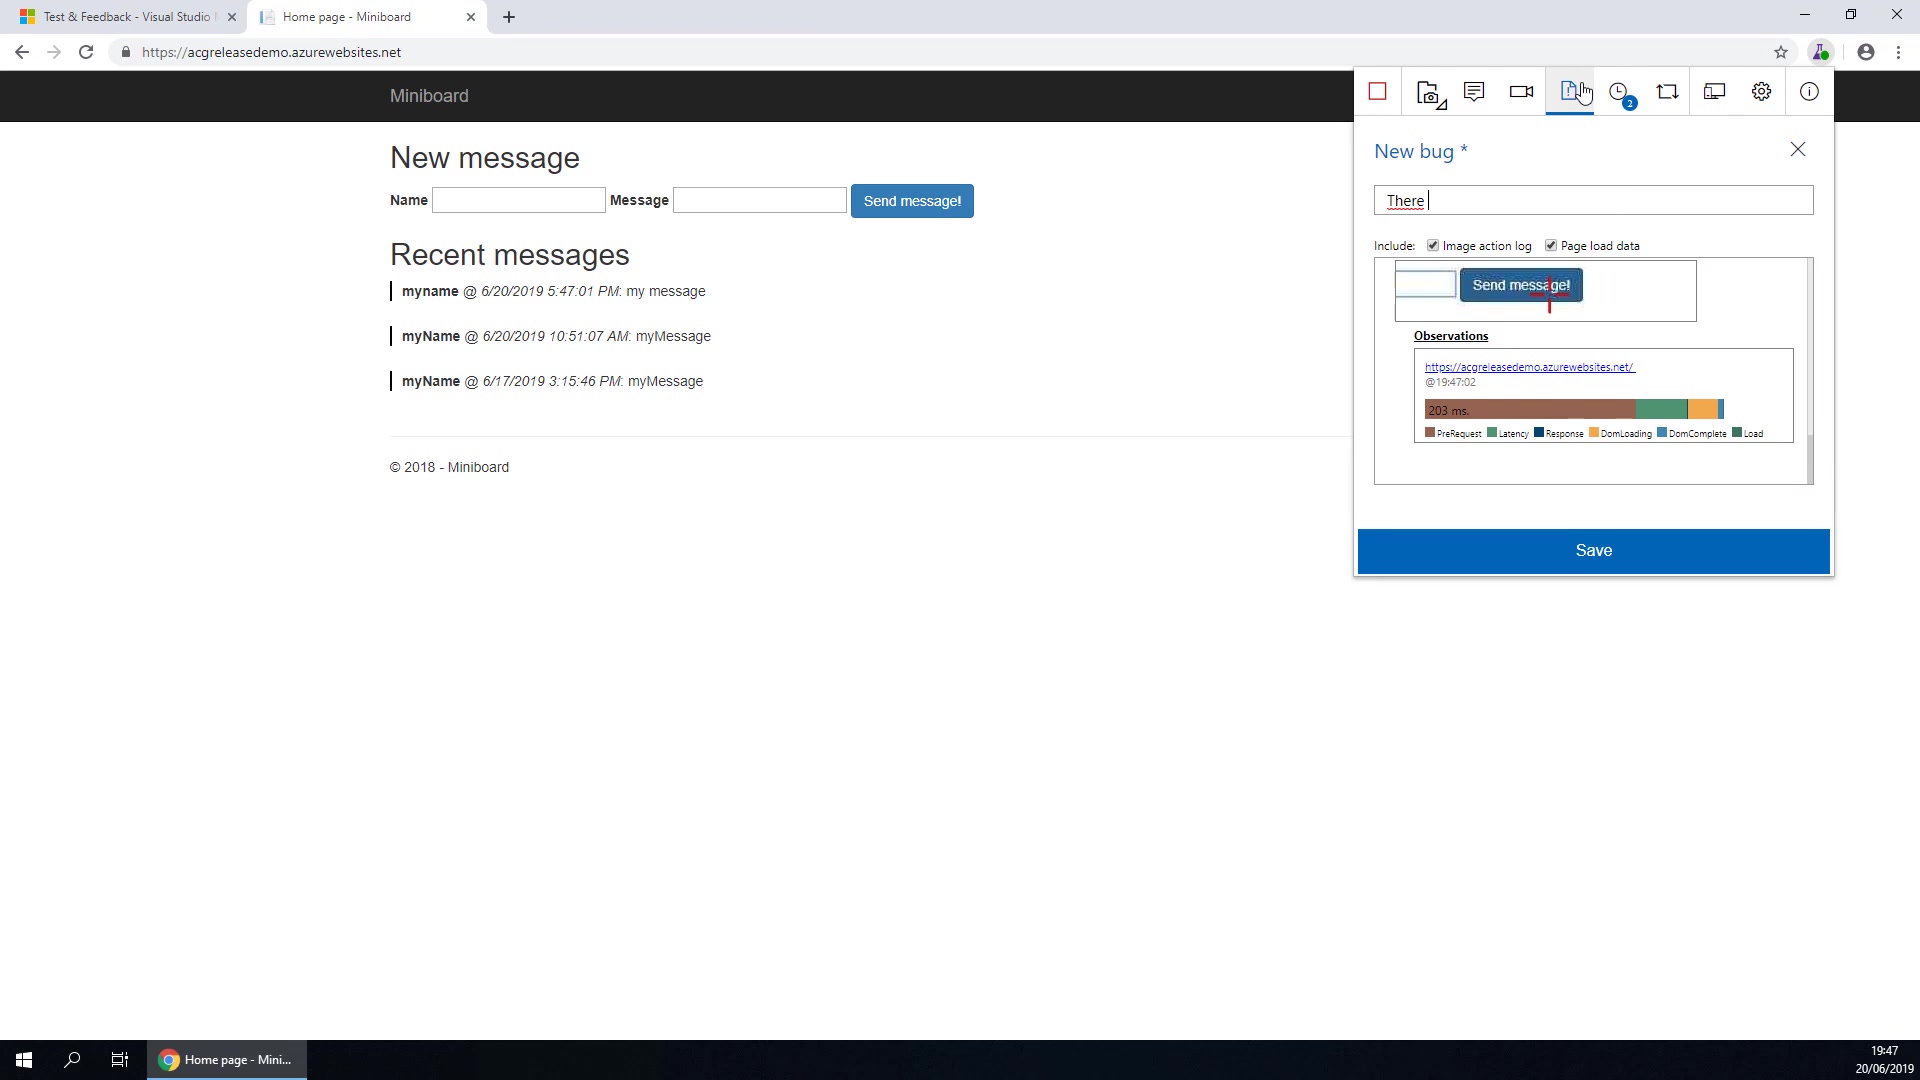 Test & Feedback - Visual Studio
Home page - Miniboard
https://acgreleasedemo.azurewebsites.net
Miniboard
2
New message
Name
Message
Send message!
Recent messages
myname @ 6/20/2019 5:47:01 PM: my message
myName @ 6/20/2019 10:51:07 AM: myMessage
myName @ 6/17/2019 3:15:46 PM: myMessage
© 2018 - Miniboard
New bug *
There
Include: Image action log Page load data
Send message!
Observations
https://acgreleasedemo.azurewebsites.net/
@19:47:02
203 ms.
PreRequest Latency Response DomLoading DomComplete Load
Save
Home page - Mini...
19:47
20/06/2019